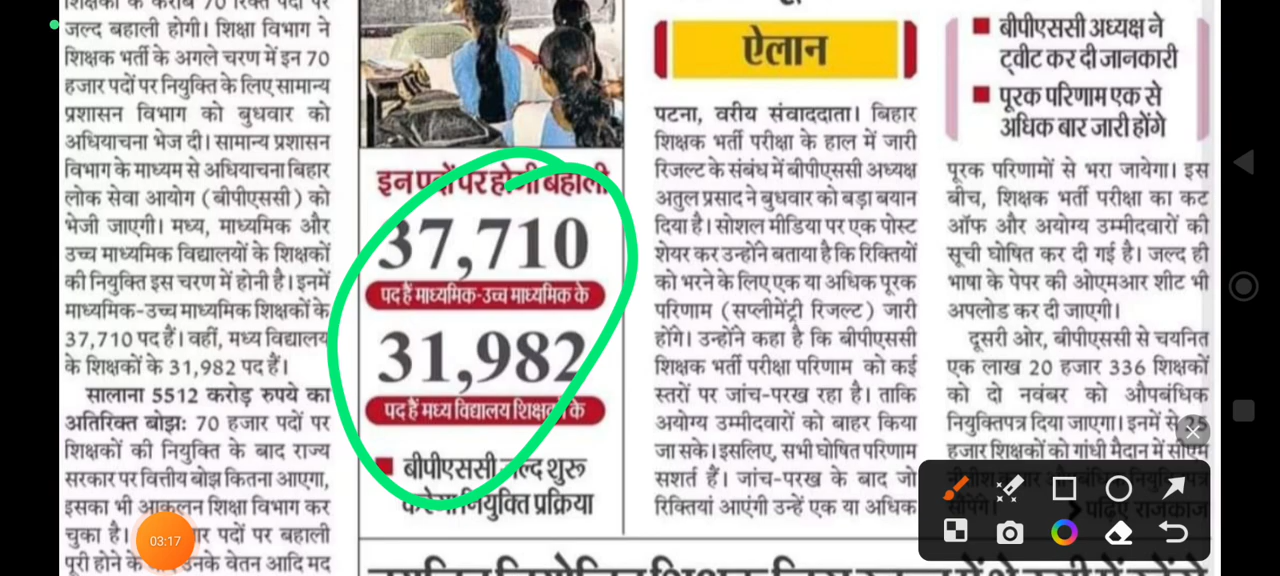 शिक्षकों के करीब 70 रिक्त पदों पर
जल्द बहाली होगी। शिक्षा विभाग ने
शिक्षक भर्ती के अगले चरण में इन 70
हजार पदों पर नियुक्ति के लिए सामान्य
प्रशासन विभाग को बुधवार को
अधियाचना भेज दी। सामान्य प्रशासन
विभाग के माध्यम से अधियाचना बिहार
लोक सेवा आयोग (बीपीएससी) को
भेजी जाएगी। मध्य, माध्यमिक और
उच्च माध्यमिक विद्यालयों के शिक्षकों
की नियुक्ति इस चरण में होनी है। इनमें
माध्यमिक-उच्च माध्यमिक शिक्षकों के
37,710 पद हैं। वहीं, मध्य विद्यालय
के शिक्षकों के 31,982 पद हैं।
सालाना 5512 करोड़ रुपये का
अतिरिक्त बोझ: 70 हजार पदों पर
शिक्षकों की नियुक्ति के बाद राज्य
सरकार पर वित्तीय बोझ कितना आएगा,
इसका भी आकलन शिक्षा विभाग कर
चुका है। पदों पर बहाली
पूरी होने के उनके वेतन आदि मद
इन पदों पर होगी बहाली
37,710
पद हैं माध्यमिक-उच्च माध्यमिक के
31,982
पद हैं मध्य विद्यालय शिक्षकों के
बीपीएससी जल्द शुरू
करेगा नियुक्ति प्रक्रिया
ऐलान
पटना, वरीय संवाददाता। बिहार
शिक्षक भर्ती परीक्षा के हाल में जारी
रिजल्ट के संबंध में बीपीएससी अध्यक्ष
अतुल प्रसाद ने बुधवार को बड़ा बयान
दिया है। सोशल मीडिया पर एक पोस्ट
शेयर कर उन्होंने बताया है कि रिक्तियों
को भरने के लिए एक या अधिक पूरक
परिणाम (सप्लीमेंट्री रिजल्ट) जारी
होंगे। उन्होंने कहा है कि बीपीएससी
शिक्षक भर्ती परीक्षा परिणाम को कई
स्तरों पर जांच-परख रहा है। ताकि
अयोग्य उम्मीदवारों को बाहर किया
जा सके। इसलिए, सभी घोषित परिणाम
सशर्त हैं। जांच-परख के बाद जो
रिक्तियां आएंगी उन्हें एक या अधिक
बीपीएससी अध्यक्ष ने
ट्वीट कर दी जानकारी
पूरक परिणाम एक से
अधिक बार जारी होंगे
पूरक परिणामों से भरा जायेगा। इस
बीच, शिक्षक भर्ती परीक्षा का कट
ऑफ और अयोग्य उम्मीदवारों की
सूची घोषित कर दी गई है। जल्द ही
भाषा के पेपर की ओएमआर शीट भी
अपलोड कर दी जाएगी।
दूसरी ओर, बीपीएससी से चयनित
एक लाख 20 हजार 336 शिक्षकों
को दो नवंबर को औपबंधिक
नियुक्तिपत्र दिया जाएगा। इनमें से 25
हजार शिक्षकों को गांधी मैदान में सीएम
03:17